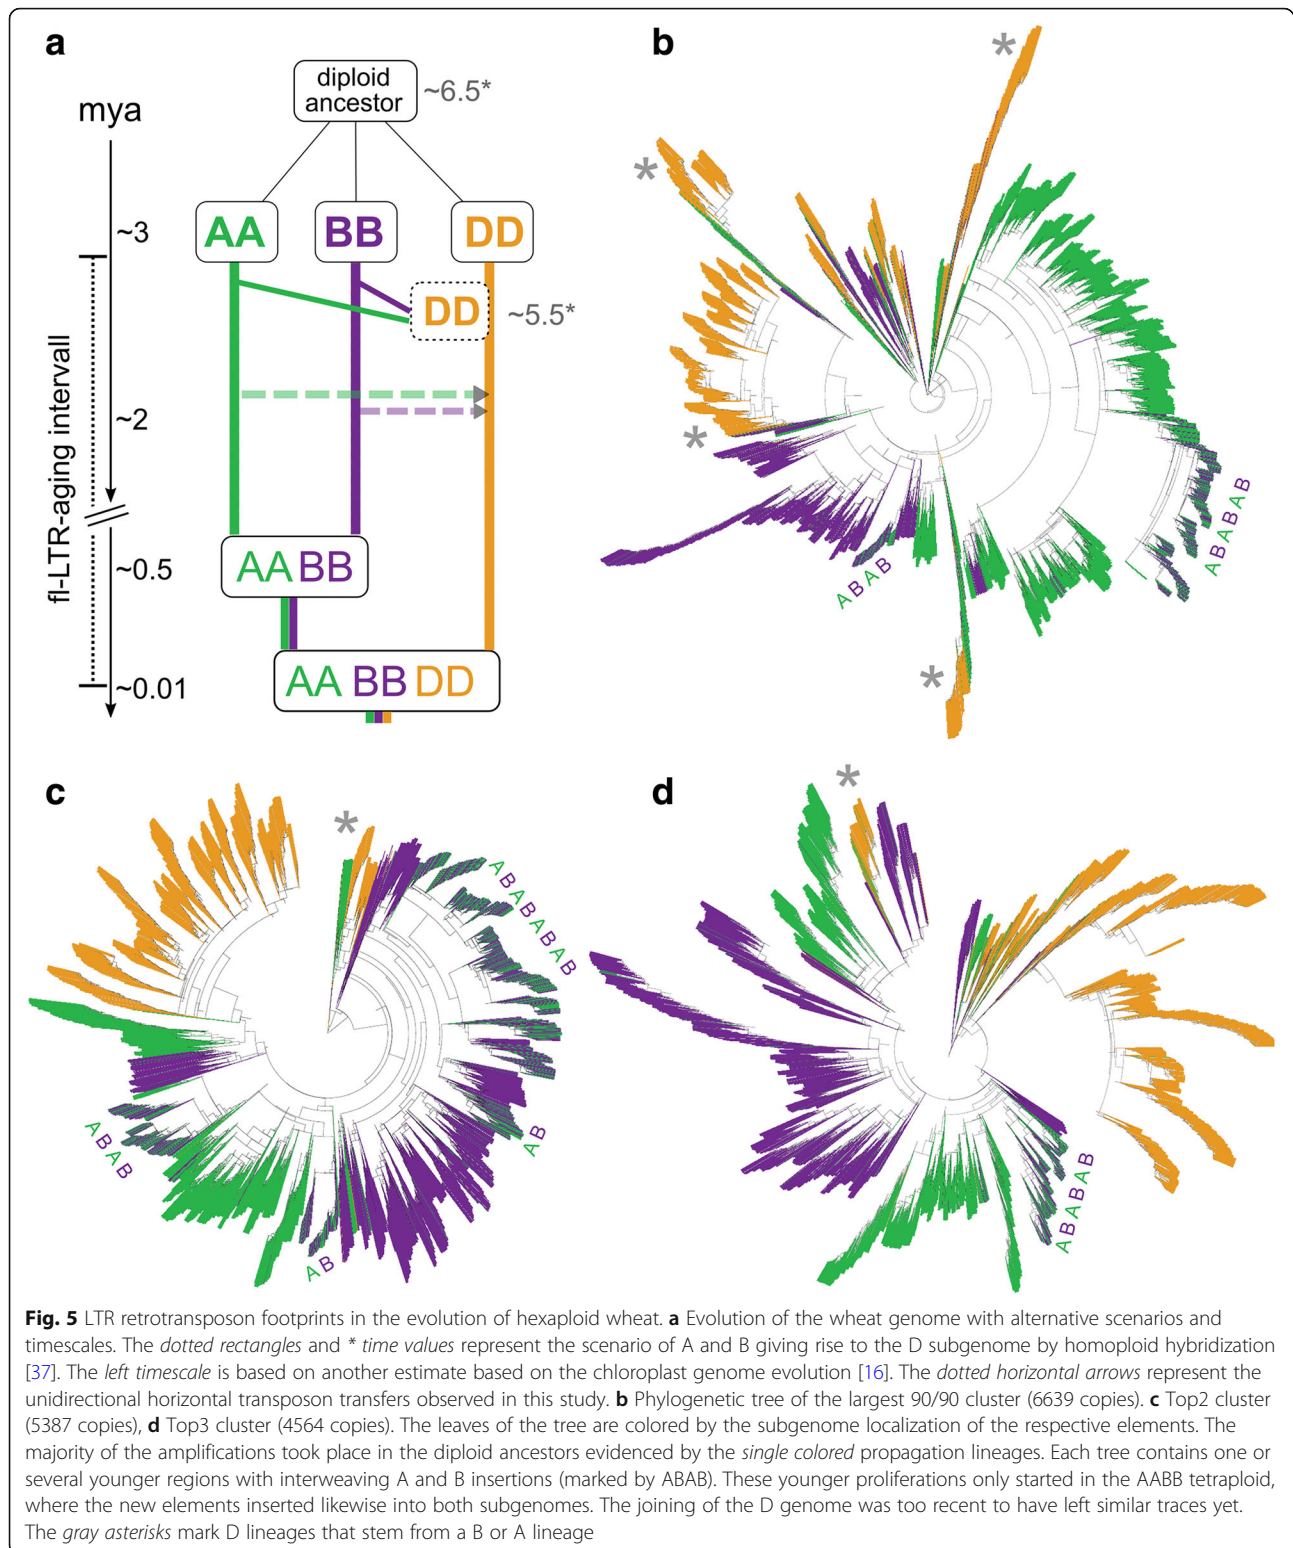 a
diploid
ancestor
~6.5*
mya
AA
BB
DD
~3
DD
~5.5*
~2
fl-LTR-aging intervall
AABB
~0.5
AA BB DD
~0.01
b
*
*
*
*
ABAB
ABABAB
c
*
ABABABAB
AB
ABAB
AB
d
*
ABABAB
Fig. 5 LTR retrotransposon footprints in the evolution of hexaploid wheat. a Evolution of the wheat genome with alternative scenarios and
timescales. The dotted rectangles and * time values represent the scenario of A and B giving rise to the D subgenome by homoploid hybridization
[37]. The left timescale is based on another estimate based on the chloroplast genome evolution [16]. The dotted horizontal arrows represent the
unidirectional horizontal transposon transfers observed in this study. b Phylogenetic tree of the largest 90/90 cluster (6639 copies). c Top2 cluster
(5387 copies), d Top3 cluster (4564 copies). The leaves of the tree are colored by the subgenome localization of the respective elements. The
majority of the amplifications took place in the diploid ancestors evidenced by the single colored propagation lineages. Each tree contains one or
several younger regions with interweaving A and B insertions (marked by ABAB). These younger proliferations only started in the AABB tetraploid,
where the new elements inserted likewise into both subgenomes. The joining of the D genome was too recent to have left similar traces yet.
The gray asterisks mark D lineages that stem from a B or A lineage